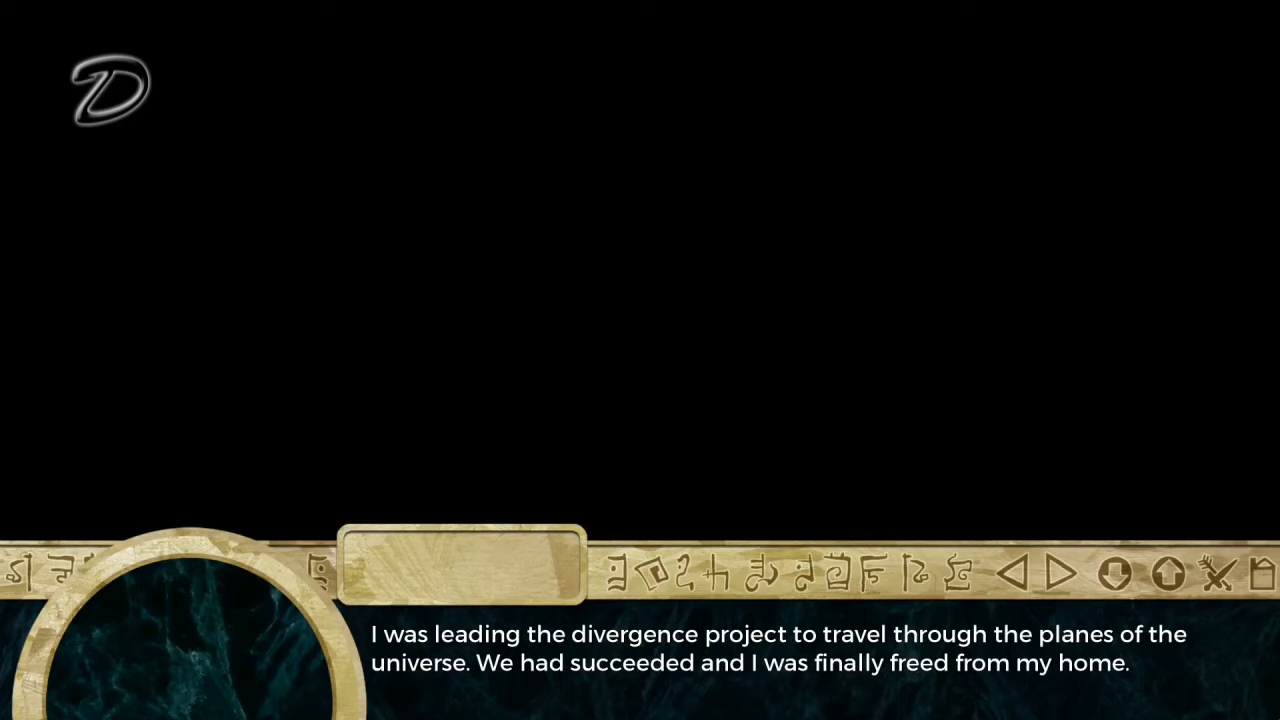 D
I was leading the divergence project to travel through the planes of the
universe. We had succeeded and I was finally freed from my home.